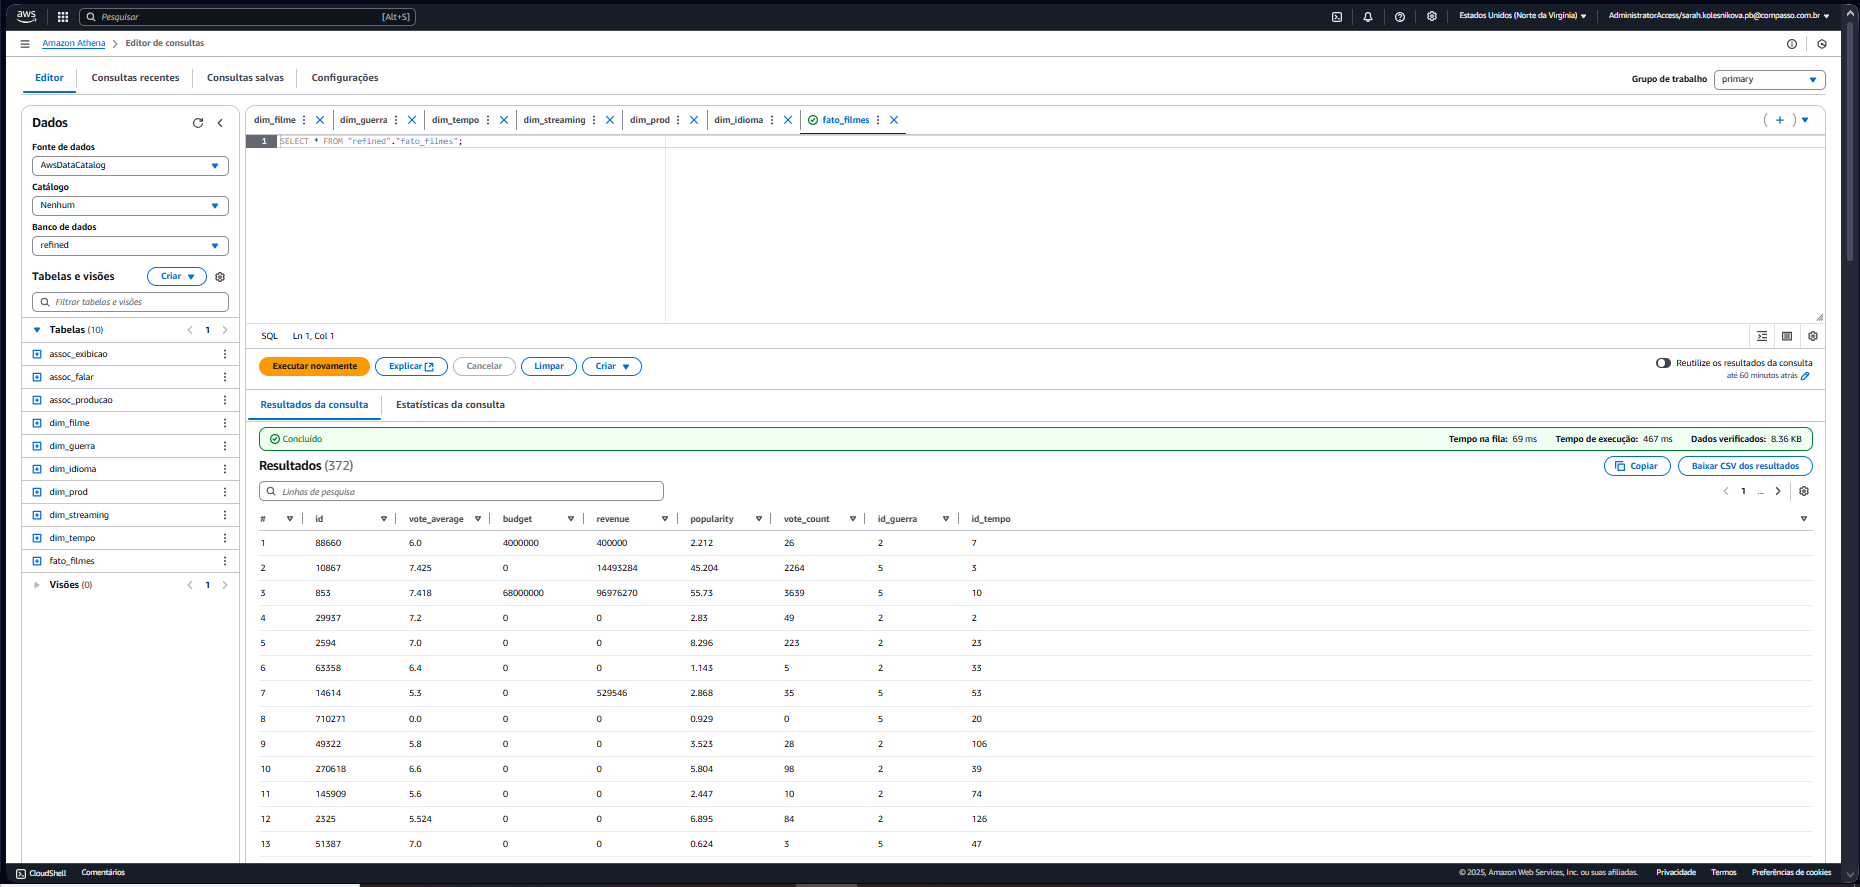 aws Pesquisar [Alt+S] Estados Unidos (Norte da Virgínia) AdministratorAccess/sarah.kolesnikova.pb@compasso.com.br
Amazon Athena > Editor de consultas
Editor Consultas recentes Consultas salvas Configurações Grupo de trabalho primary
Dados
Fonte de dados
AwsDataCatalog
Catálogo
Nenhum
Banco de dados
refined
Tabelas e visões Criar
Filtrar tabelas e visões
Tabelas (10) < 1 >
assoc_exibicao
assoc_falar
assoc_producao
dim_filme
dim_guerra
dim_idioma
dim_prod
dim_streaming
dim_tempo
fato_filmes
Visões (0) < 1 >
dim_filme dim_guerra dim_tempo dim_streaming dim_prod dim_idioma fato_filmes
1 SELECT * FROM "refined"."fato_filmes";
SQL Ln 1, Col 1
Executar novamente Explicar Cancelar Limpar Criar
Reutilize os resultados da consulta
até 60 minutos atrás
Resultados da consulta Estatísticas da consulta
Concluído Tempo na fila: 69 ms Tempo de execução: 467 ms Dados verificados: 8.36 KB
Resultados (372) Copiar Baixar CSV dos resultados
Linhas de pesquisa < 1 ... >
# id vote_average budget revenue popularity vote_count id_guerra id_tempo
1 88660 6.0 4000000 400000 2.212 26 2 7
2 10867 7.425 0 14493284 45.204 2264 5 3
3 853 7.418 68000000 96976270 55.73 3639 5 10
4 29937 7.2 0 0 2.83 49 2 2
5 2594 7.0 0 0 8.296 223 2 23
6 63358 6.4 0 0 1.143 5 2 33
7 14614 5.3 0 529546 2.868 35 5 53
8 710271 0.0 0 0 0.929 0 5 20
9 49322 5.8 0 0 3.523 28 2 106
10 270618 6.6 0 0 5.804 98 2 39
11 145909 5.6 0 0 2.447 10 2 74
12 2325 5.524 0 0 6.895 84 2 126
13 51387 7.0 0 0 0.624 3 5 47
CloudShell Comentários © 2025, Amazon Web Services, Inc. ou suas afiliadas. Privacidade Termos Preferências de cookies